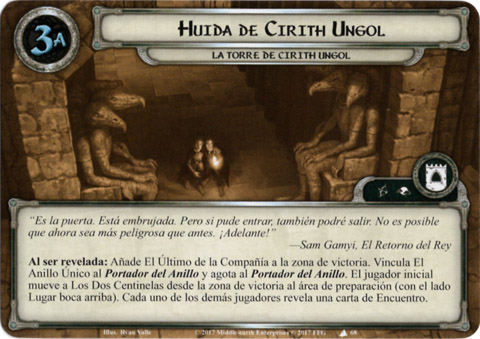 3A
Huida de Cirith Ungol
La Torre de Cirith Ungol
“Es la puerta. Está embrujada. Pero si pude entrar, también podré salir. No es posible
que ahora sea más peligrosa que antes. ¡Adelante!”
—Sam Gamyi, El Retorno del Rey
Al ser revelada: Añade El Último de la Compañía a la zona de victoria. Vincula El
Anillo Único al Portador del Anillo y agota al Portador del Anillo. El jugador inicial
mueve a Los Dos Centinelas desde la zona de victoria al área de preparación (con el lado
Lugar boca arriba). Cada uno de los demás jugadores revela una carta de Encuentro.
Illus. Ryan Valle ©2017 Middle-earth Enterprises © 2017 FFG 68